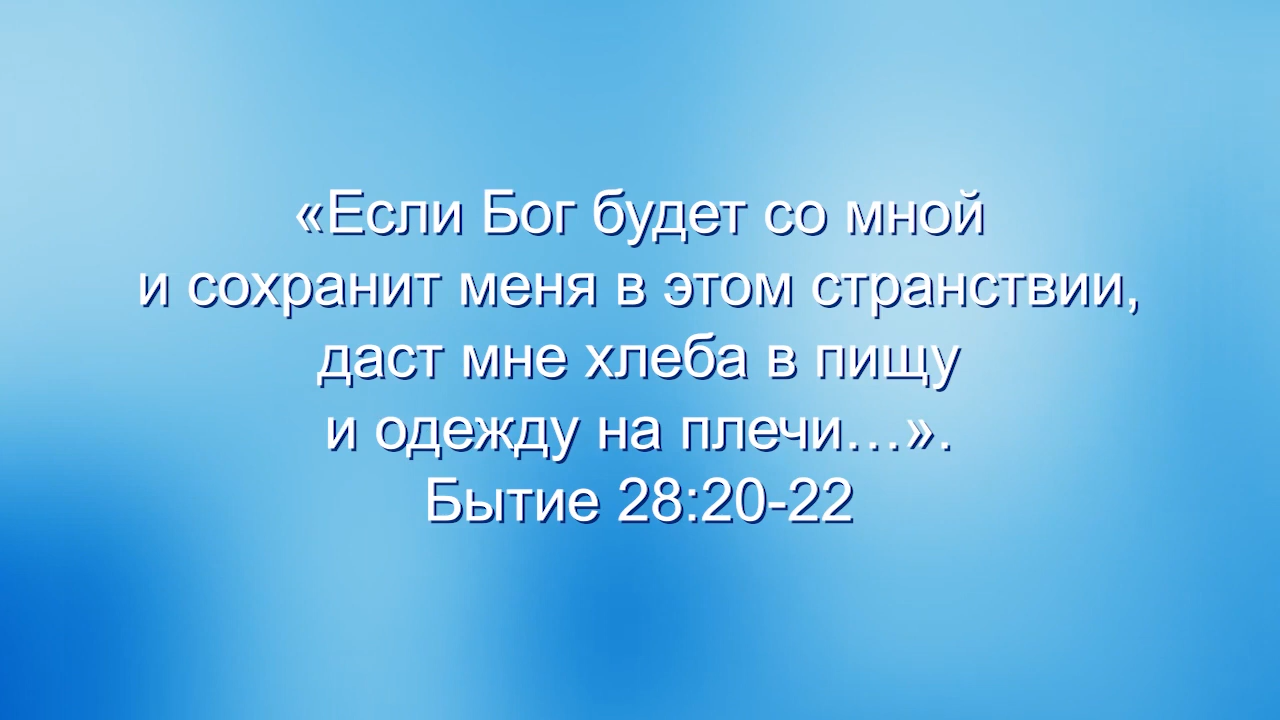 «Если Бог будет со мной
и сохранит меня в этом странствии,
даст мне хлеба в пищу
и одежду на плечи…».
Бытие 28:20-22